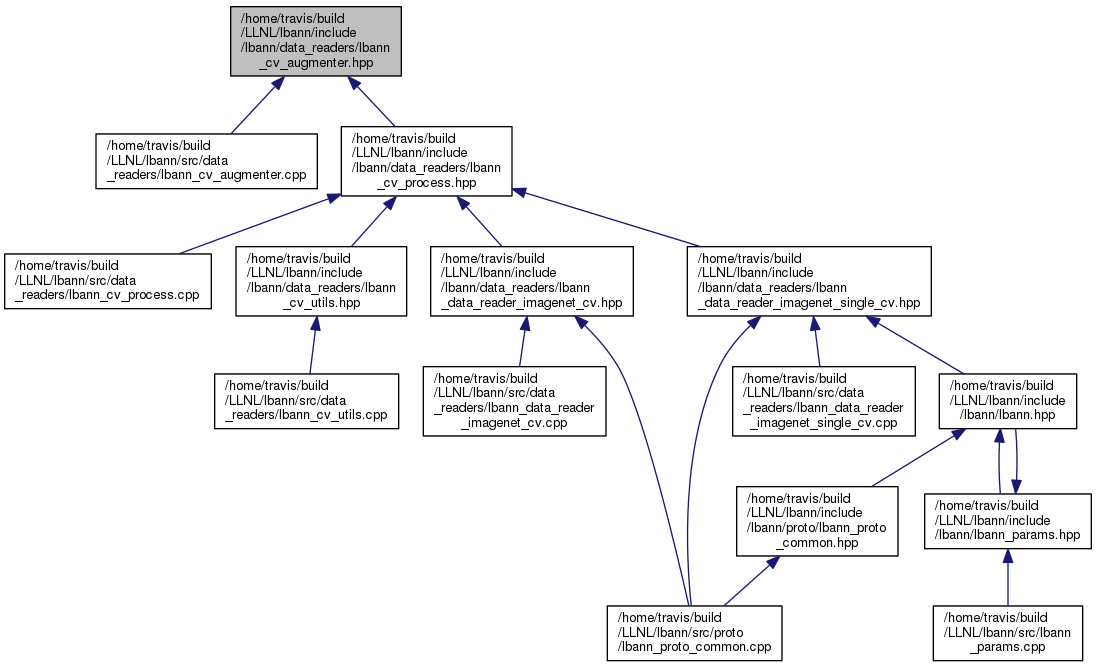 /home/travis/build
/LLNL/lbann/include
/lbann/data_readers/lbann
_cv_augmenter.hpp
/home/travis/build
/LLNL/lbann/src/data
_readers/lbann_cv_augmenter.cpp
/home/travis/build
/LLNL/lbann/include
/lbann/data_readers/lbann
_cv_process.hpp
/home/travis/build
/LLNL/lbann/src/data
_readers/lbann_cv_process.cpp
/home/travis/build
/LLNL/lbann/include
/lbann/data_readers/lbann
_cv_utils.hpp
/home/travis/build
/LLNL/lbann/include
/lbann/data_readers/lbann
_data_reader_imagenet_cv.hpp
/home/travis/build
/LLNL/lbann/include
/lbann/data_readers/lbann
_data_reader_imagenet_single_cv.hpp
/home/travis/build
/LLNL/lbann/src/data
_readers/lbann_cv_utils.cpp
/home/travis/build
/LLNL/lbann/src/data
_readers/lbann_data_reader
_imagenet_cv.cpp
/home/travis/build
/LLNL/lbann/src/data
_readers/lbann_data_reader
_imagenet_single_cv.cpp
/home/travis/build
/LLNL/lbann/include
/lbann/lbann.hpp
/home/travis/build
/LLNL/lbann/include
/lbann/proto/lbann_proto
_common.hpp
/home/travis/build
/LLNL/lbann/include
/lbann/lbann_params.hpp
/home/travis/build
/LLNL/lbann/src/proto
/lbann_proto_common.cpp
/home/travis/build
/LLNL/lbann/src/lbann
_params.cpp